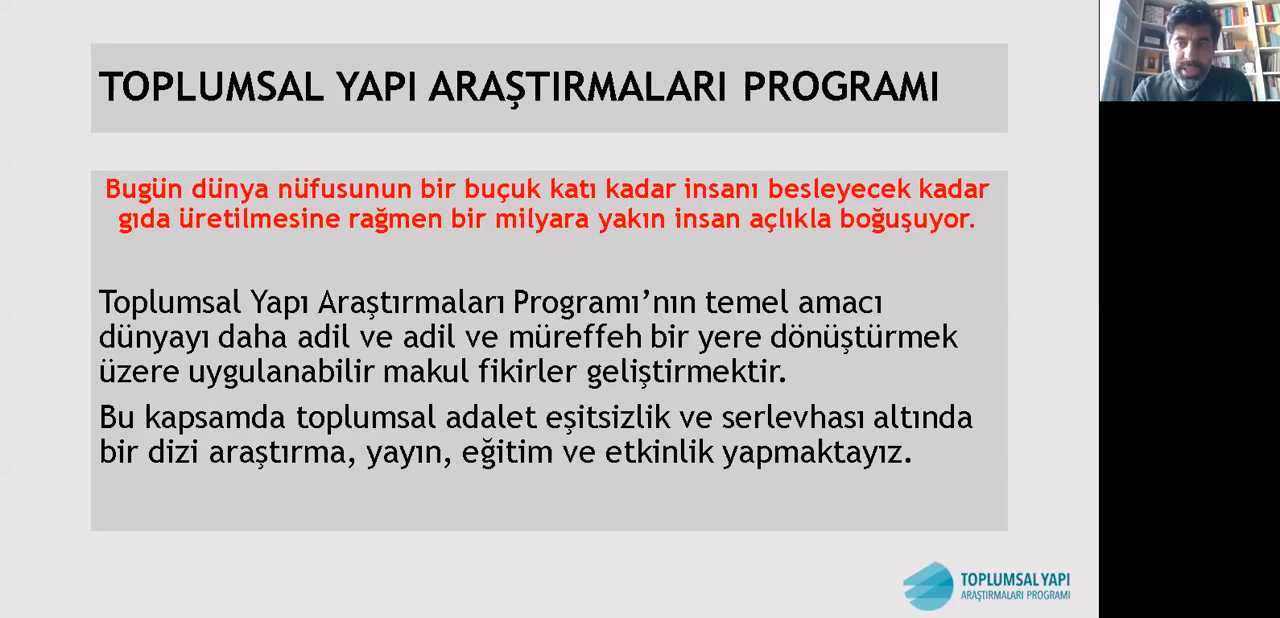 TOPLUMSAL YAPI ARAŞTIRMALARI PROGRAMI
Bugün dünya nüfusunun bir buçuk katı kadar insanı besleyecek kadar
gıda üretilmesine rağmen bir milyara yakın insan açlıkla boğuşuyor.
Toplumsal Yapı Araştırmaları Programı’nın temel amacı
dünyayı daha adil ve adil ve müreffeh bir yere dönüştürmek
üzere uygulanabilir makul fikirler geliştirmektir.
Bu kapsamda toplumsal adalet eşitsizlik ve serlevhası altında
bir dizi araştırma, yayın, eğitim ve etkinlik yapmaktayız.
TOPLUMSAL YAPI
ARAŞTIRMALARI PROGRAMI